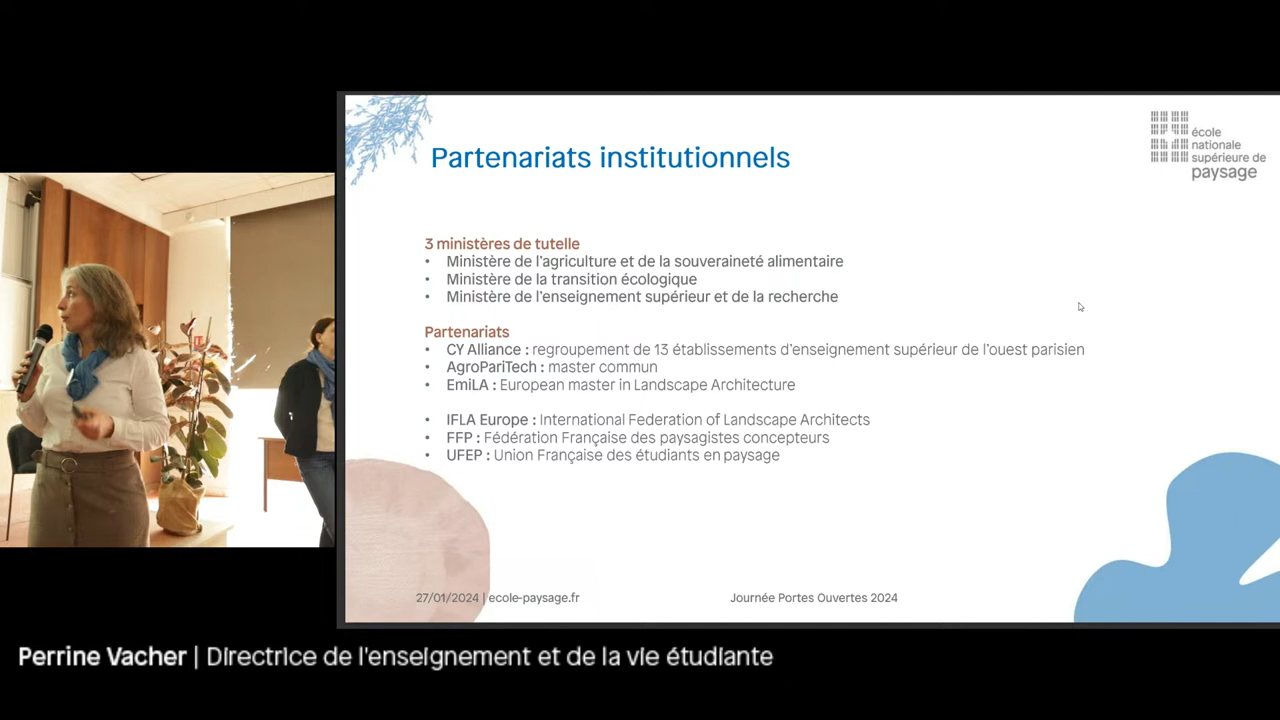 Partenariats institutionnels
école
nationale
supérieure de
paysage
3 ministères de tutelle
• Ministère de l'agriculture et de la souveraineté alimentaire
• Ministère de la transition écologique
• Ministère de l'enseignement supérieur et de la recherche
Partenariats
• CY Alliance : regroupement de 13 établissements d'enseignement supérieur de l'ouest parisien
• AgroPariTech : master commun
• EmiLA : European master in Landscape Architecture
• IFLA Europe : International Federation of Landscape Architects
• FFP : Fédération Française des paysagistes concepteurs
• UFEP : Union Française des étudiants en paysage
27/01/2024 | ecole-paysage.fr
Journée Portes Ouvertes 2024
Perrine Vacher | Directrice de l'enseignement et de la vie étudiante